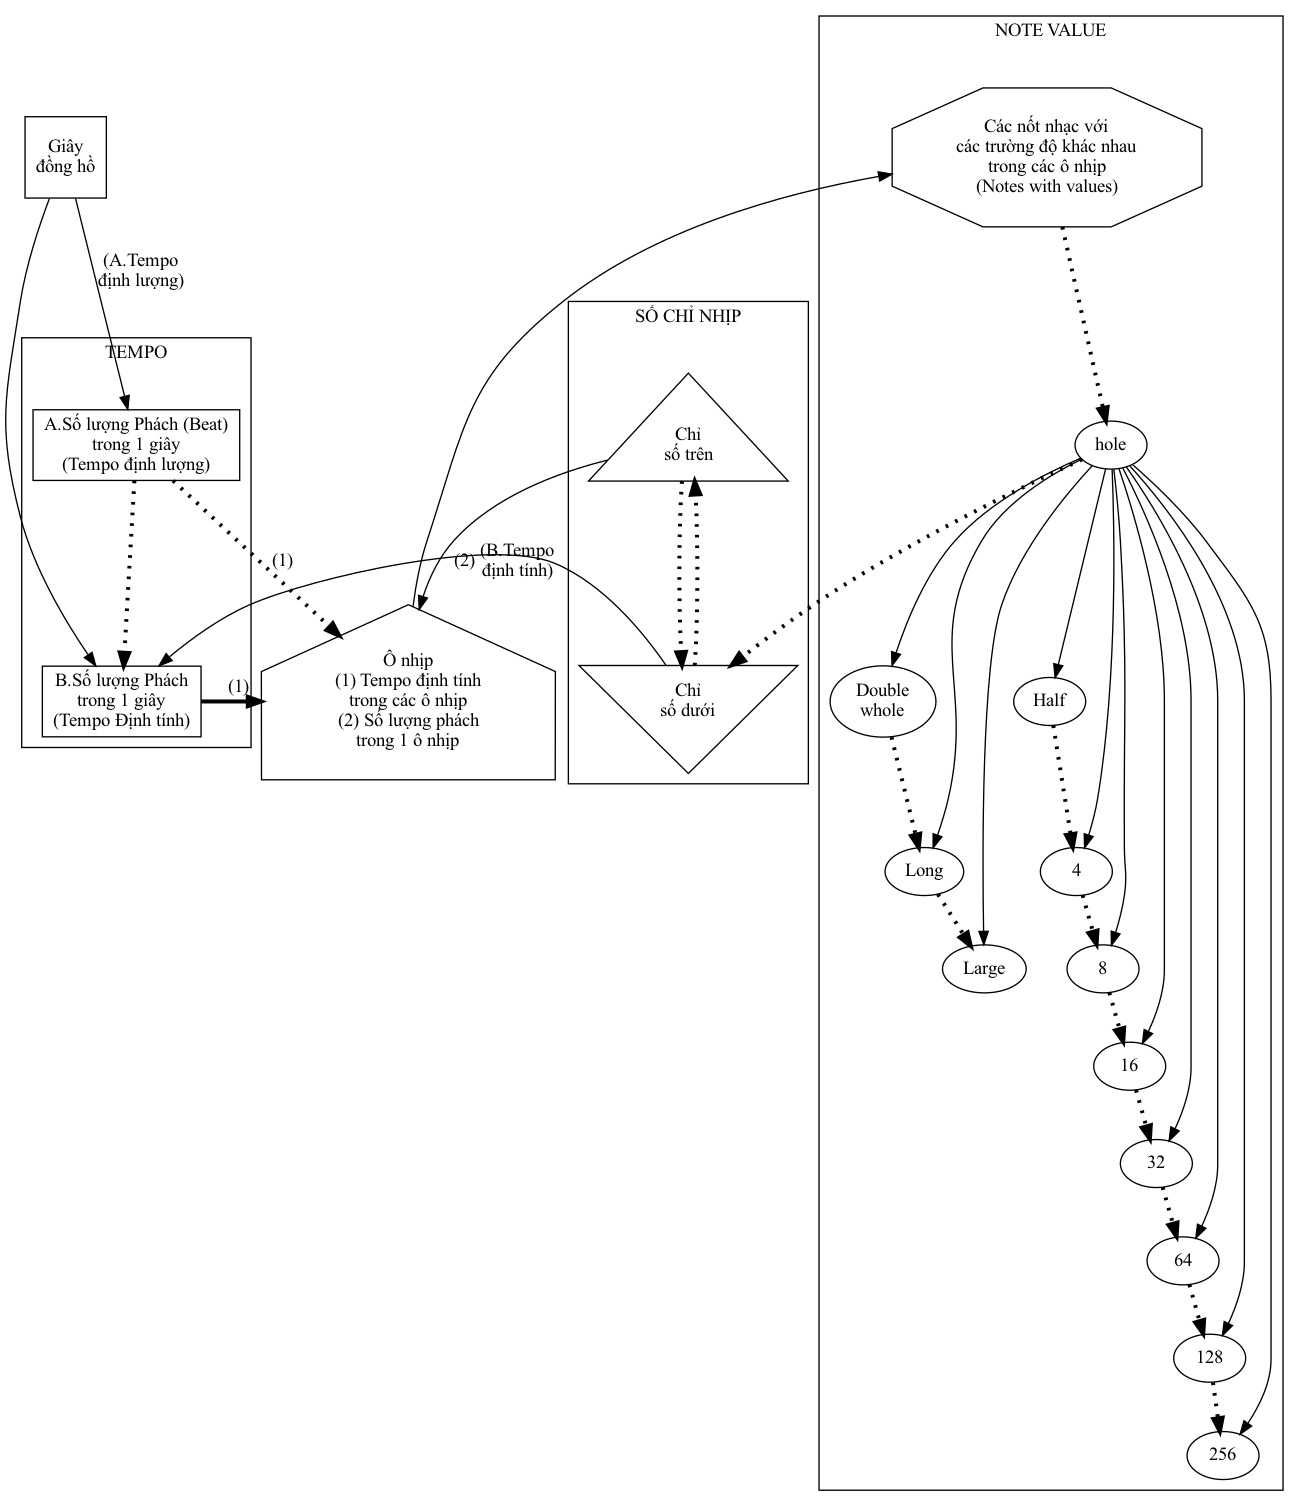 NOTE VALUE
Các nốt nhạc với
các trường độ khác nhau
trong các ô nhịp
(Notes with values)
Giây
đồng hồ
(A.Tempo
định lượng)
SỐ CHỈ NHỊP
TEMPO
A.Số lượng Phách (Beat)
trong 1 giây
(Tempo định lượng)
Chỉ
số trên
hole
(1)
(2)
(B.Tempo
định tính)
B.Số lượng Phách
trong 1 giây
(Tempo Định tính)
(1)
Ô nhịp
(1) Tempo định tính
trong các ô nhịp
(2) Số lượng phách
trong 1 ô nhịp
Chỉ
số dưới
Double
whole
Half
Long
4
Large
8
16
32
64
128
256